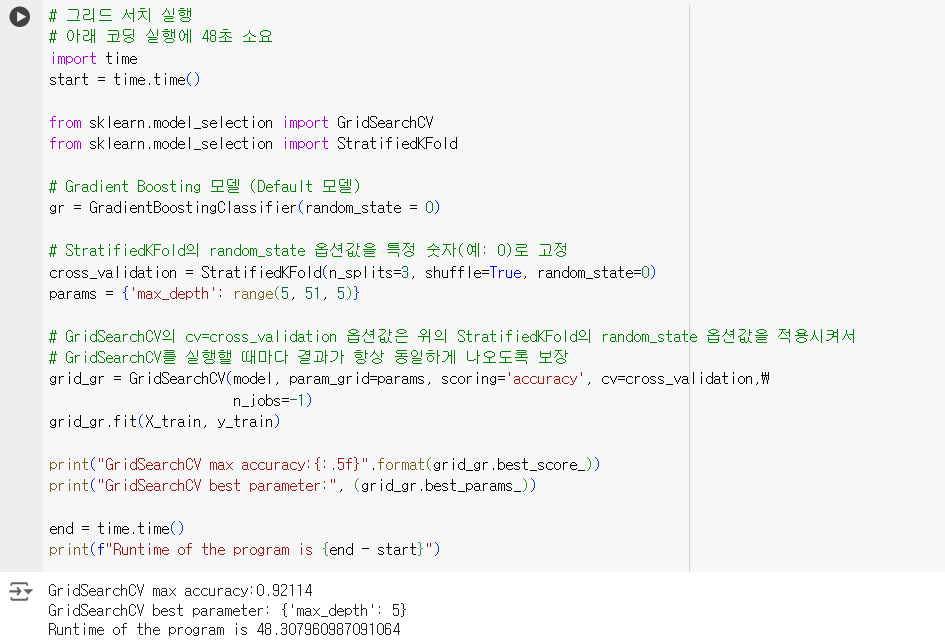 # 그리드 서치 실행
# 아래 코딩 실행에 48초 소요
import time
start = time.time()
from sklearn.model_selection import GridSearchCV
from sklearn.model_selection import StratifiedKFold
# Gradient Boosting 모델 (Default 모델)
gr = GradientBoostingClassifier(random_state = 0)
# StratifiedKFold의 random_state 옵션값을 특정 숫자(예: 0)로 고정
cross_validation = StratifiedKFold(n_splits=3, shuffle=True, random_state=0)
params = {'max_depth': range(5, 51, 5)}
# GridSearchCV의 cv=cross_validation 옵션값은 위의 StratifiedKFold의 random_state 옵션값을 적용시켜서
# GridSearchCV를 실행핼 때마다 결과가 항상 동일하게 나오도록 보장
grid_gr = GridSearchCV(model, param_grid=params, scoring='accuracy', cv=cross_validation,₩
n_jobs=-1)
grid_gr.fit(X_train, y_train)
print("GridSearchCV max accuracy:{:.5f}".format(grid_gr.best_score_))
print("GridSearchCV best parameter:", (grid_gr.best_params_))
end = time.time()
print(f"Runtime of the program is {end - start}")
GridSearchCV max accuracy:0.92114
GridSearchCV best parameter: {'max_depth': 5}
Runtime of the program is 48.307960987091064